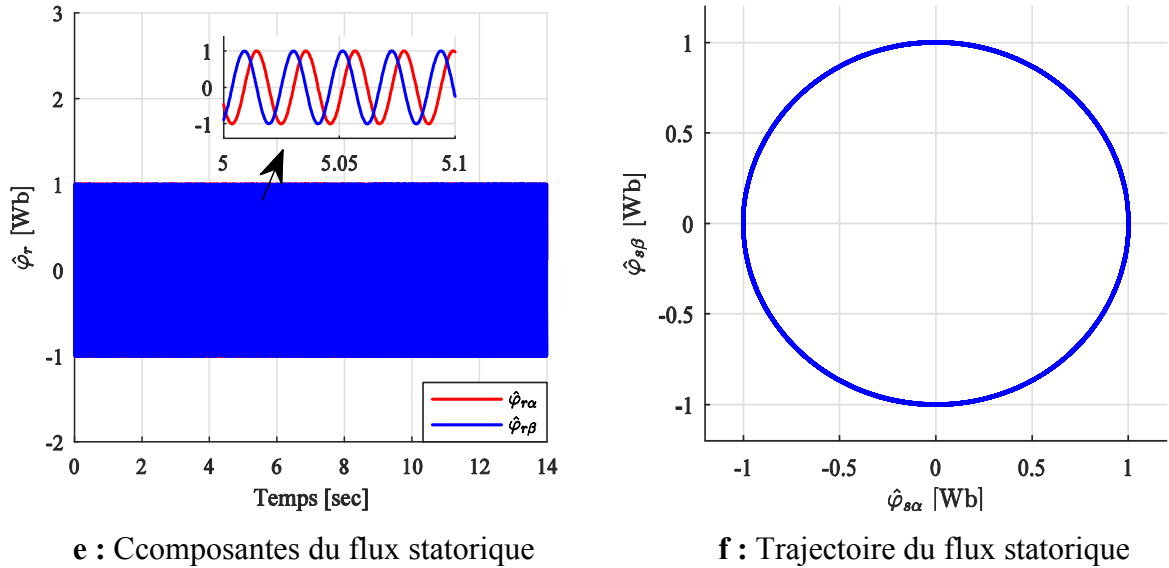 3
2
1
0
-1
-2
φ̂r [Wb]
1
0
-1
5 5.05 5.1
φ̂rα
φ̂rβ
0 2 4 6 8 10 12 14
Temps [sec]
e : Ccomposantes du flux statorique
1
0.5
0
-0.5
-1
φ̂sβ [Wb]
-1 -0.5 0 0.5 1
φ̂sα [Wb]
f : Trajectoire du flux statorique